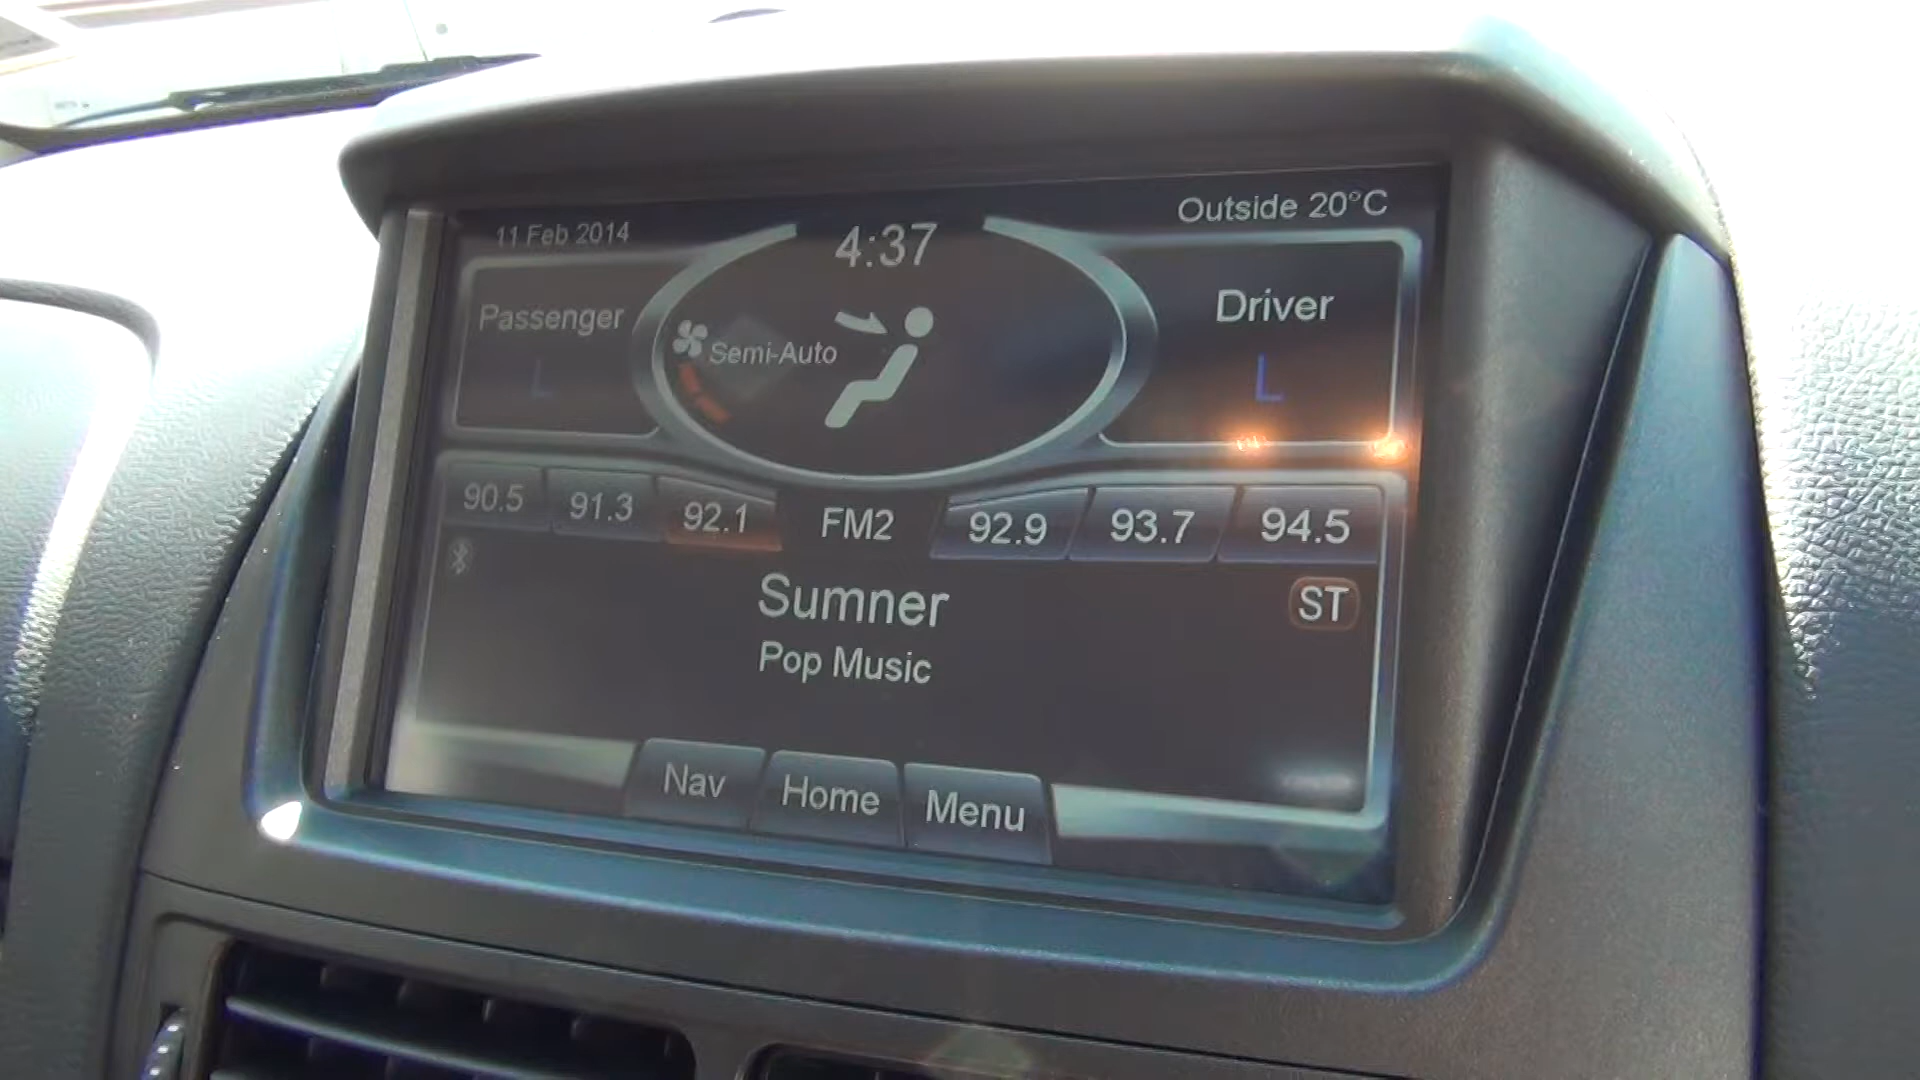 11 Feb 2014
4:37
Outside 20°C
Passenger
L
Semi-Auto
Driver
L
90.5
91.3
92.1
FM2
92.9
93.7
94.5
Sumner
ST
Pop Music
Nav
Home
Menu